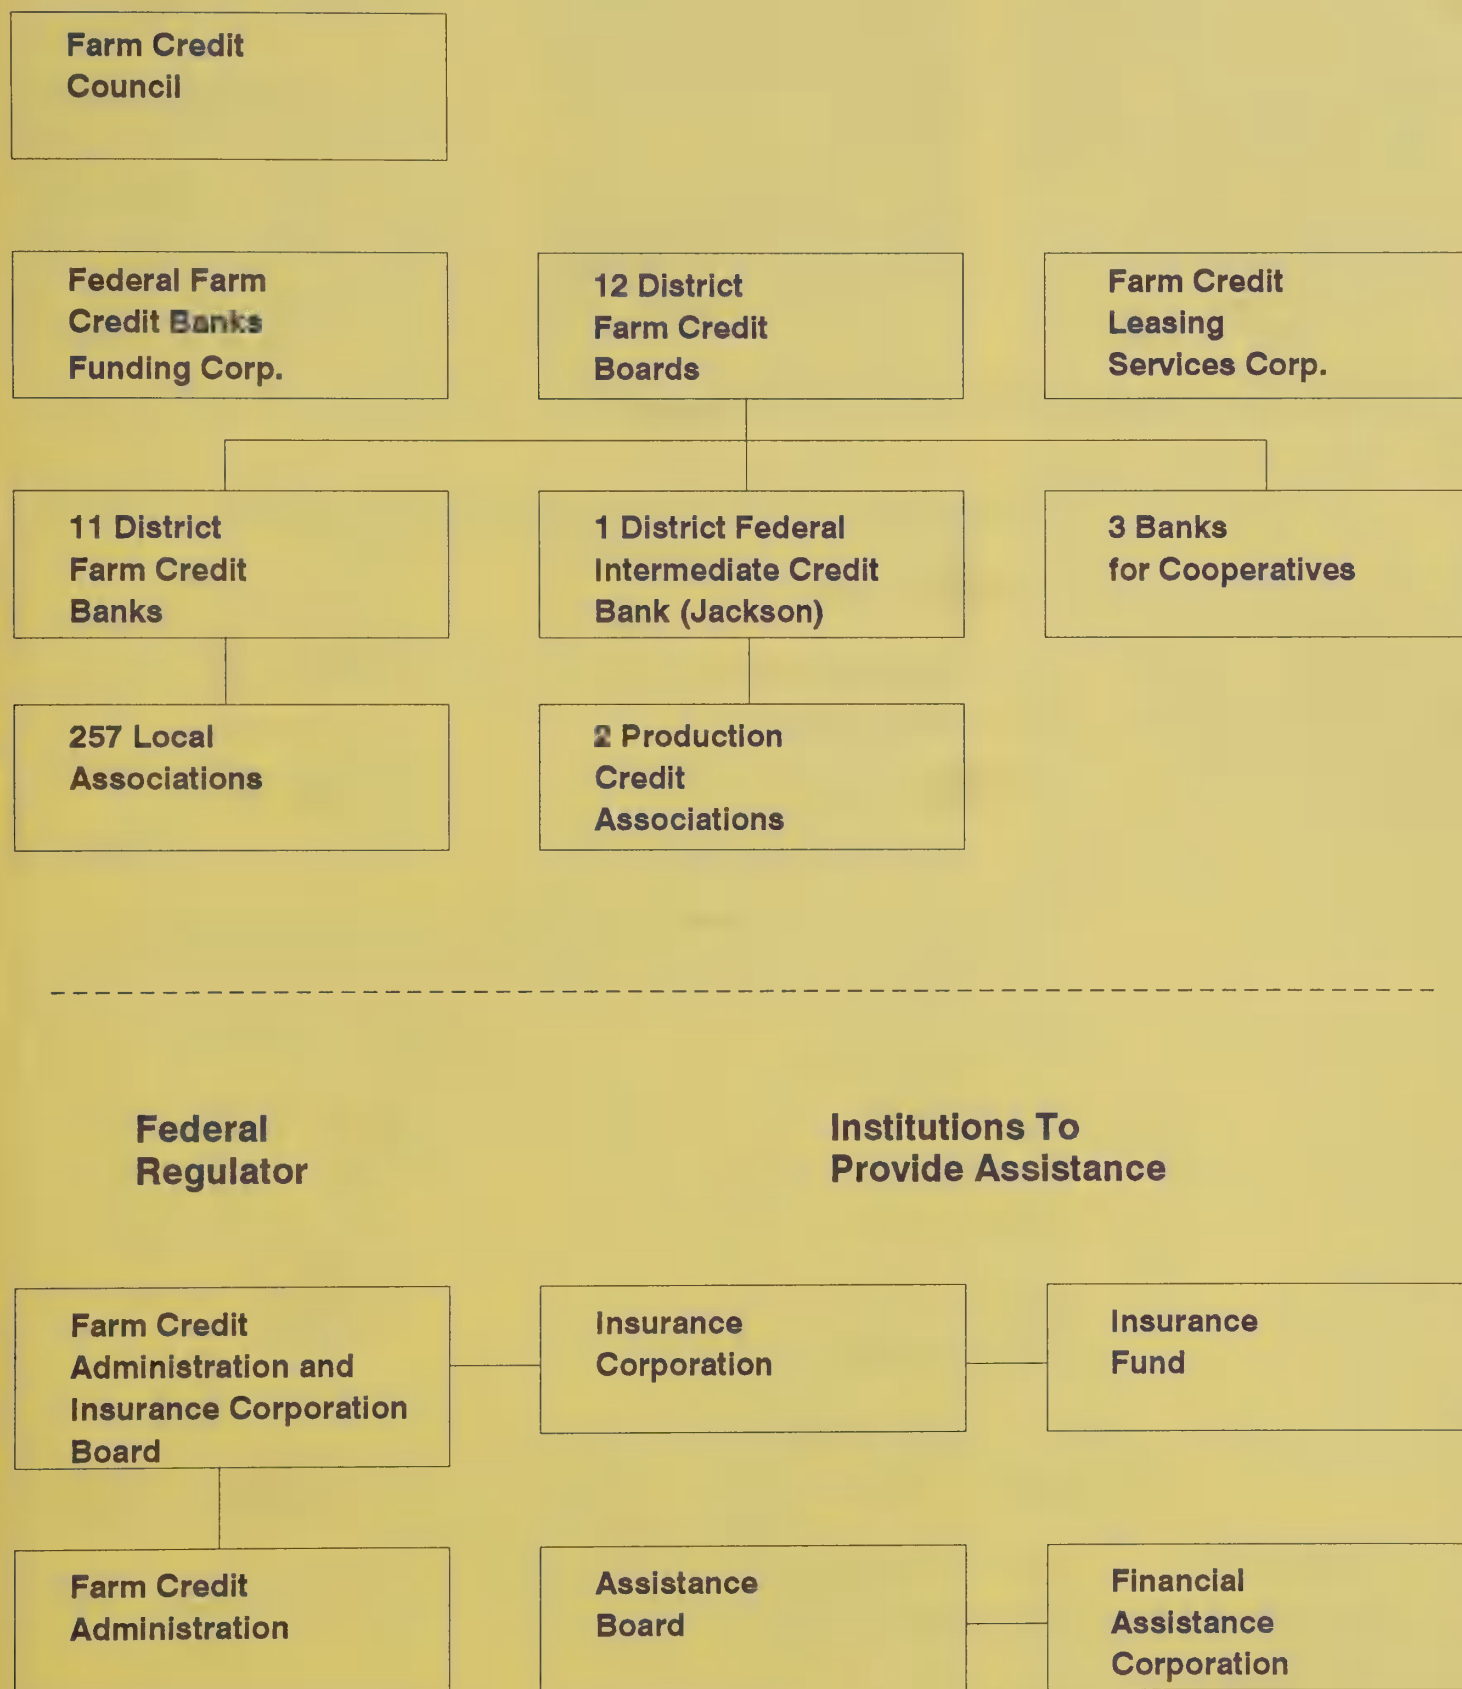 Farm Credit
Council
Federal Farm
Credit Banks
Funding Corp.
12 District
Farm Credit
Boards
Farm Credit
Leasing
Services Corp.
11 District
Farm Credit
Banks
1 District Federal
Intermediate Credit
Bank (Jackson)
3 Banks
for Cooperatives
257 Local
Associations
2 Production
Credit
Associations
Federal
Regulator
Institutions To
Provide Assistance
Farm Credit
Administration and
Insurance Corporation
Board
Insurance
Corporation
Insurance
Fund
Farm Credit
Administration
Assistance
Board
Financial
Assistance
Corporation